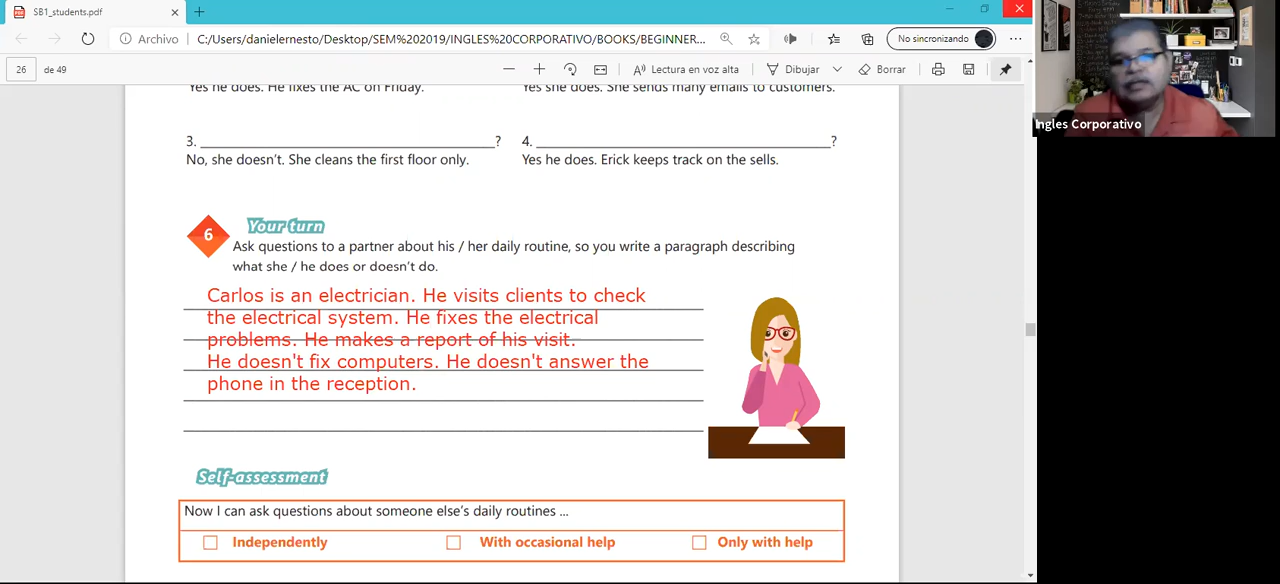 SB1_students.pdf
Archivo
C:/Users/danielernesto/Desktop/SEM%202019/INGLES%20CORPORATIVO/BOOKS/BEGINNER...
No sincronizando
26
de 49
Lectura en voz alta
Dibujar
Borrar
Yes he does. He fixes the AC on Friday.
Yes she does. She sends many emails to customers.
3. ______________________________?
4. ______________________________?
No, she doesn't. She cleans the first floor only.
Yes he does. Erick keeps track on the sells.
6
Your turn
Ask questions to a partner about his / her daily routine, so you write a paragraph describing
what she / he does or doesn't do.
Carlos is an electrician. He visits clients to check
the electrical system. He fixes the electrical
problems. He makes a report of his visit.
He doesn't fix computers. He doesn't answer the
phone in the reception.
Self-assessment
Now I can ask questions about someone else's daily routines ...
Independently
With occasional help
Only with help
Ingles Corporativo